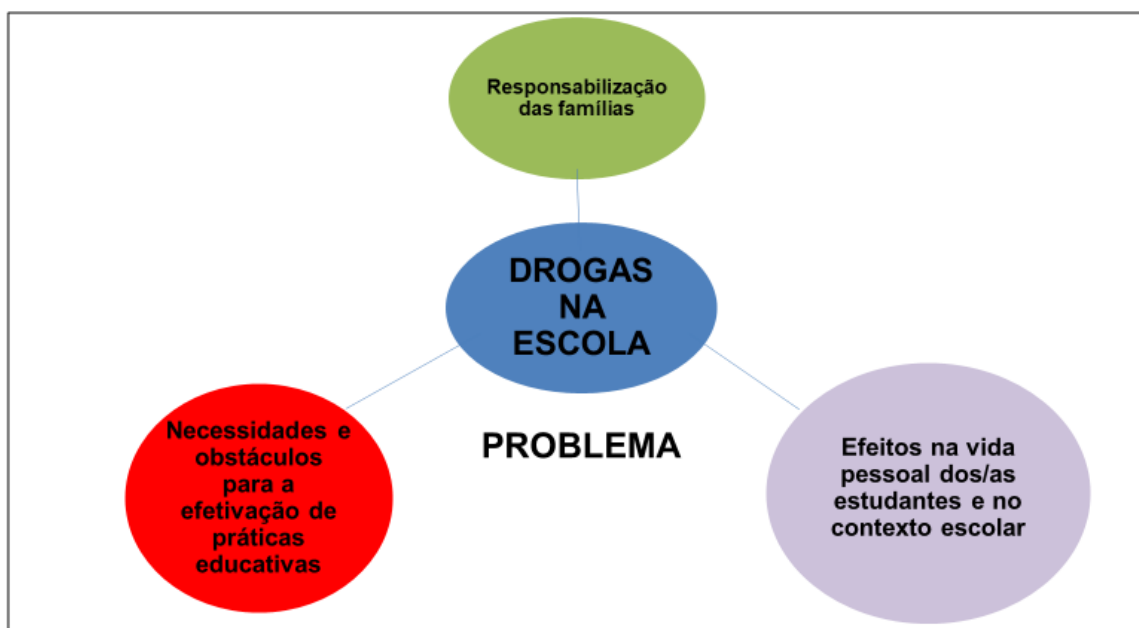 Responsabilização
das famílias
DROGAS
NA
ESCOLA
PROBLEMA
Necessidades e
obstáculos
para a
efetivação de
práticas
educativas
Efeitos na vida
pessoal dos/as
estudantes e no
contexto escolar